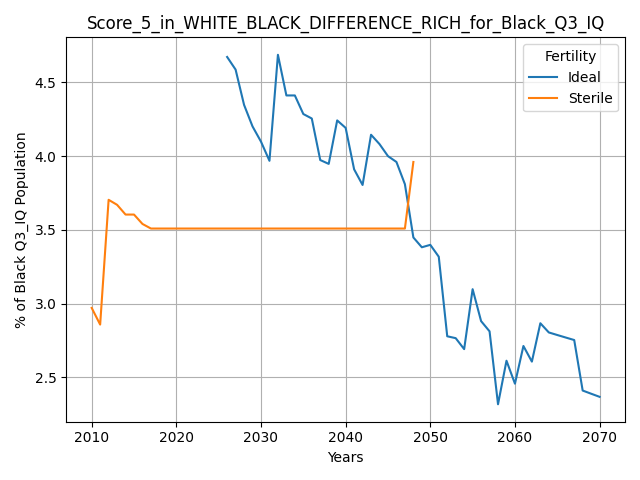 Score_5_in_WHITE_BLACK_DIFFERENCE_RICH_for_Black_Q3_IQ
Fertility
Ideal
Sterile
% of Black Q3_IQ Population
4.5
4.0
3.5
3.0
2.5
2010 2020 2030 2040 2050 2060 2070
Years